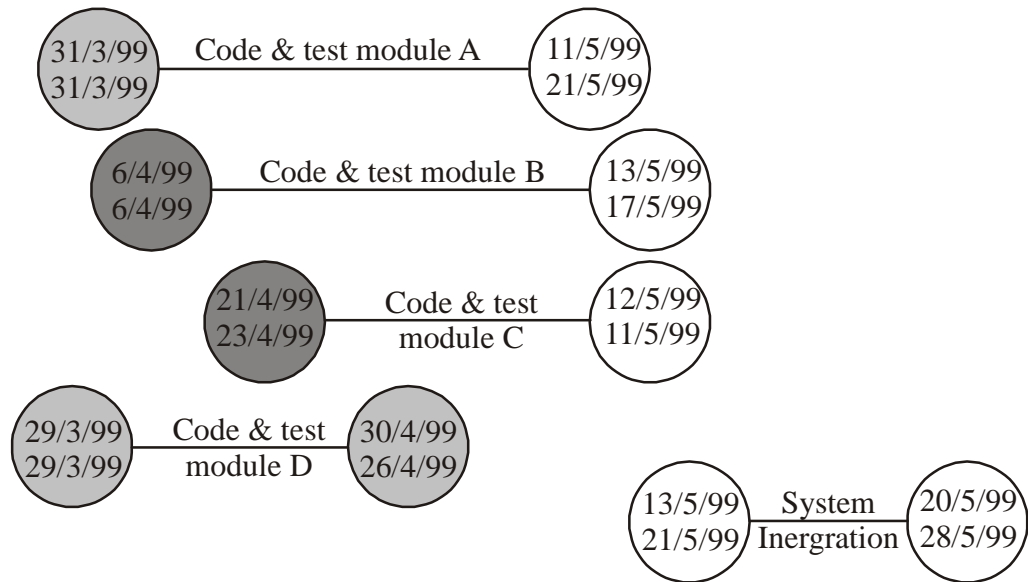 31/3/99
31/3/99
Code & test module A
11/5/99
21/5/99
6/4/99
6/4/99
Code & test module B
13/5/99
17/5/99
21/4/99
23/4/99
Code & test
module C
12/5/99
11/5/99
29/3/99
29/3/99
Code & test
module D
30/4/99
26/4/99
13/5/99
21/5/99
System
Inergration
20/5/99
28/5/99